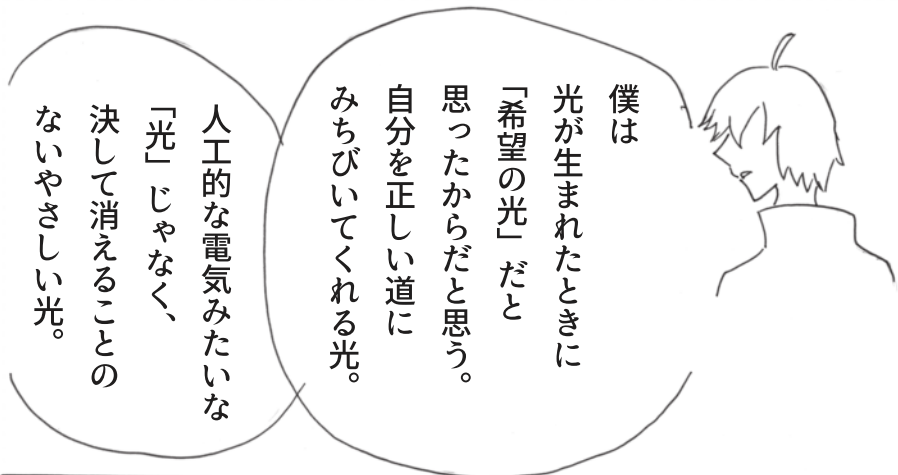 僕は
光が生まれたときに
「希望の光」だと
思ったからだと思う。
自分を正しい道に
みちびいてくれる光。
人工的な電気みたいな
「光」じゃなく、
決して消えることの
ないやさしい光。